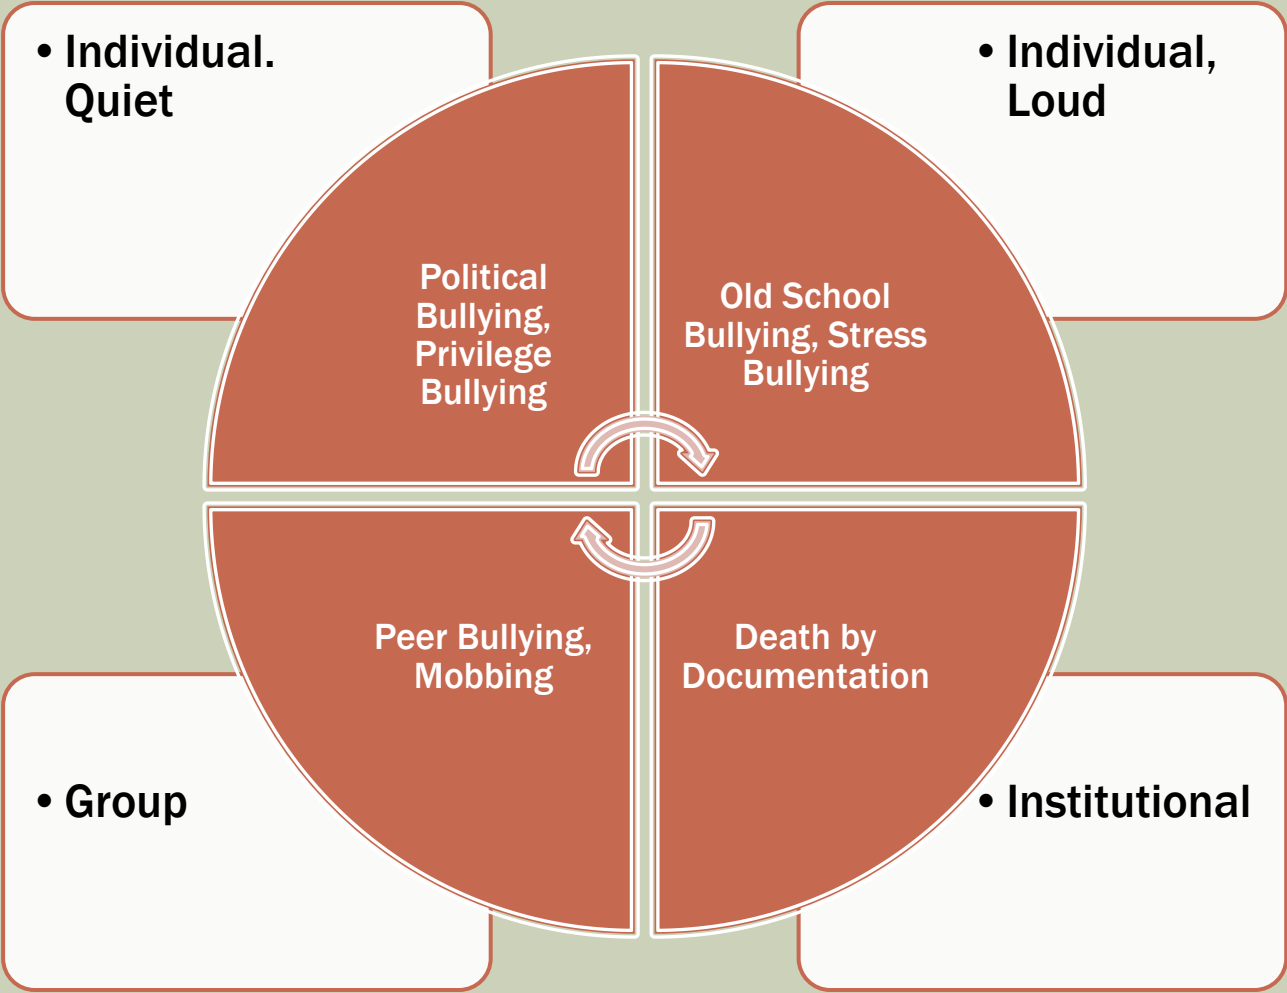 • Individual.
Quiet
• Individual,
Loud
Political
Bullying,
Privilege
Bullying
Old School
Bullying, Stress
Bullying
Peer Bullying,
Mobbing
Death by
Documentation
• Group
• Institutional